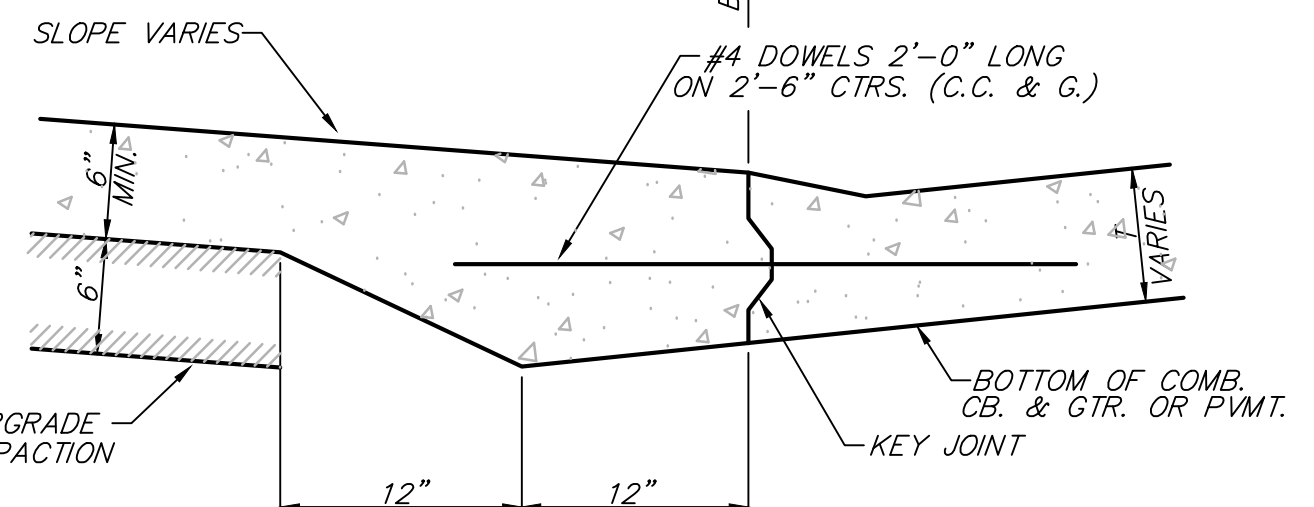 SLOPE VARIES
#4 DOWELS 2'-0" LONG
ON 2'-6" CTRS. (C.C. & G.)
6"
MIN.
6"
T
VARIES
BOTTOM OF COMB.
CB. & GTR. OR PVMT.
KEY JOINT
12"
12"